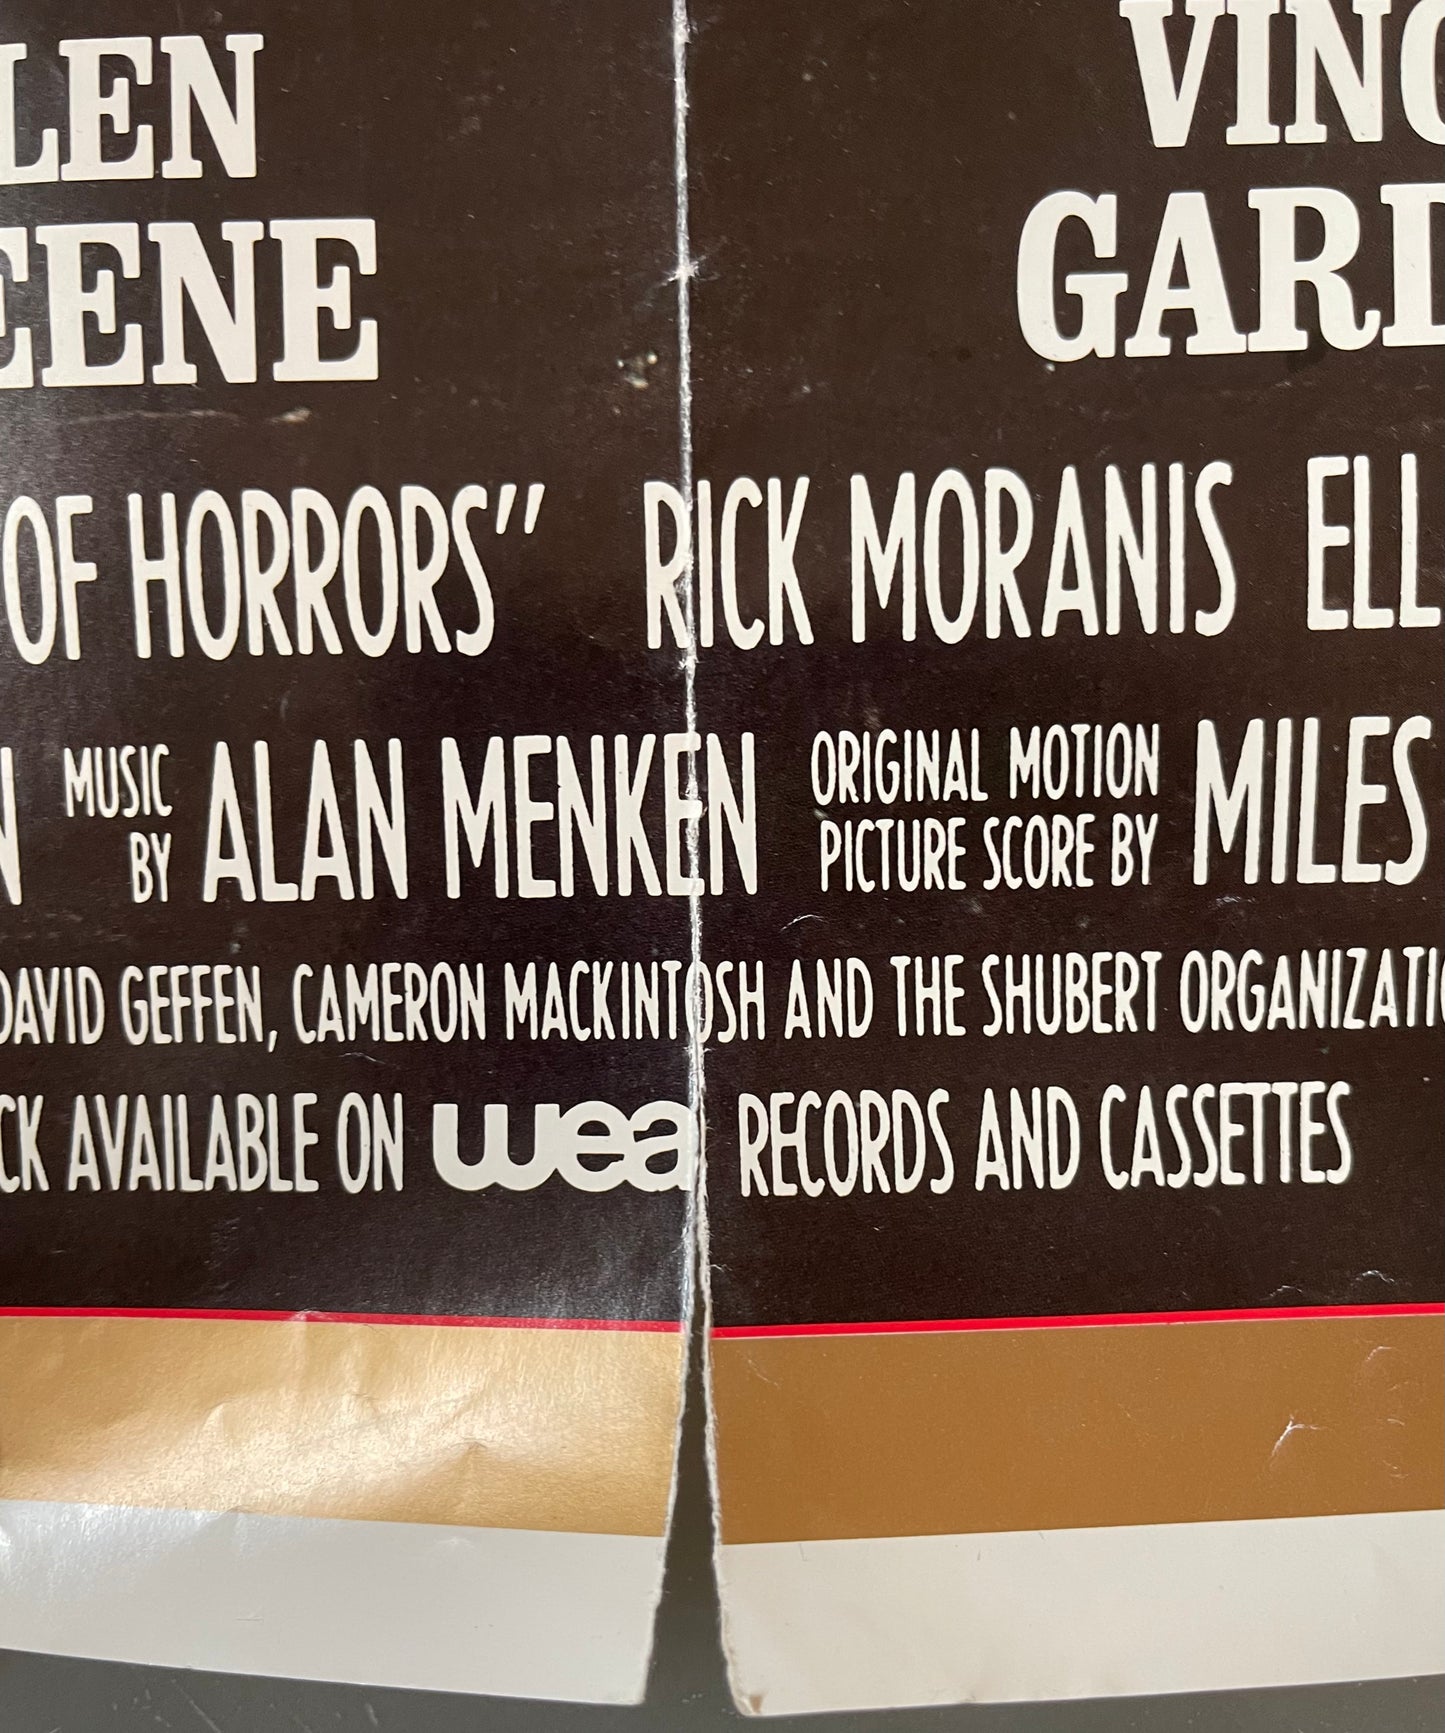 LEN VINC
EENE GARD
OF HORRORS" RICK MORANIS ELL
N MUSIC BY ALAN MENKEN ORIGINAL MOTION PICTURE SCORE BY MILES
DAVID GEFFEN, CAMERON MACKINTOSH AND THE SHUBERT ORGANIZATIO
CK AVAILABLE ON wea RECORDS AND CASSETTES